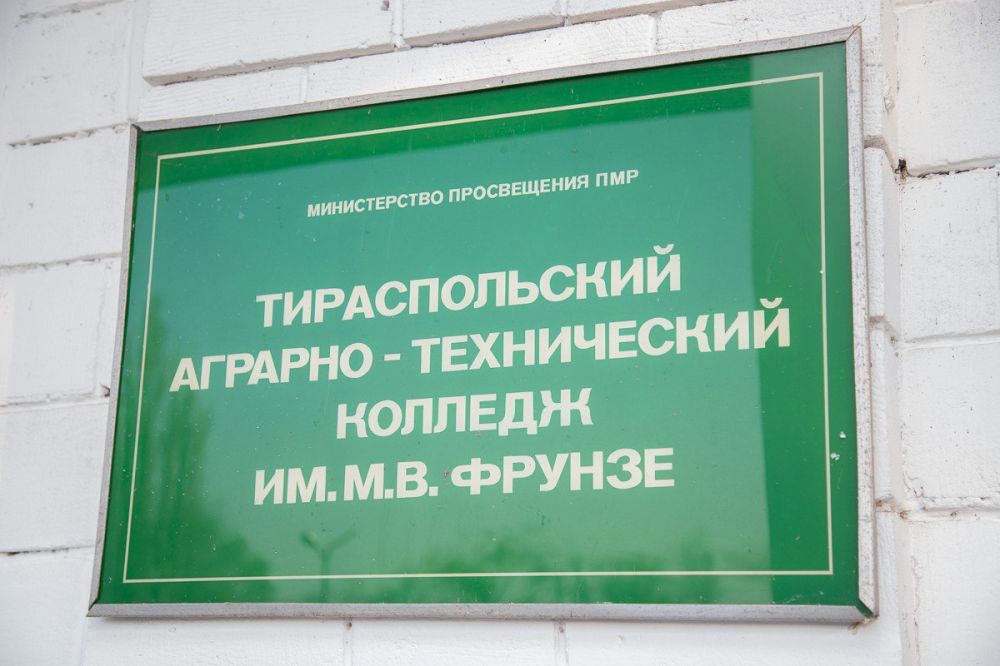 МИНИСТЕРСТВО ПРОСВЕЩЕНИЯ ПМР
ТИРАСПОЛЬСКИЙ
АГРАРНО - ТЕХНИЧЕСКИЙ
КОЛЛЕДЖ
ИМ. М.В. ФРУНЗЕ